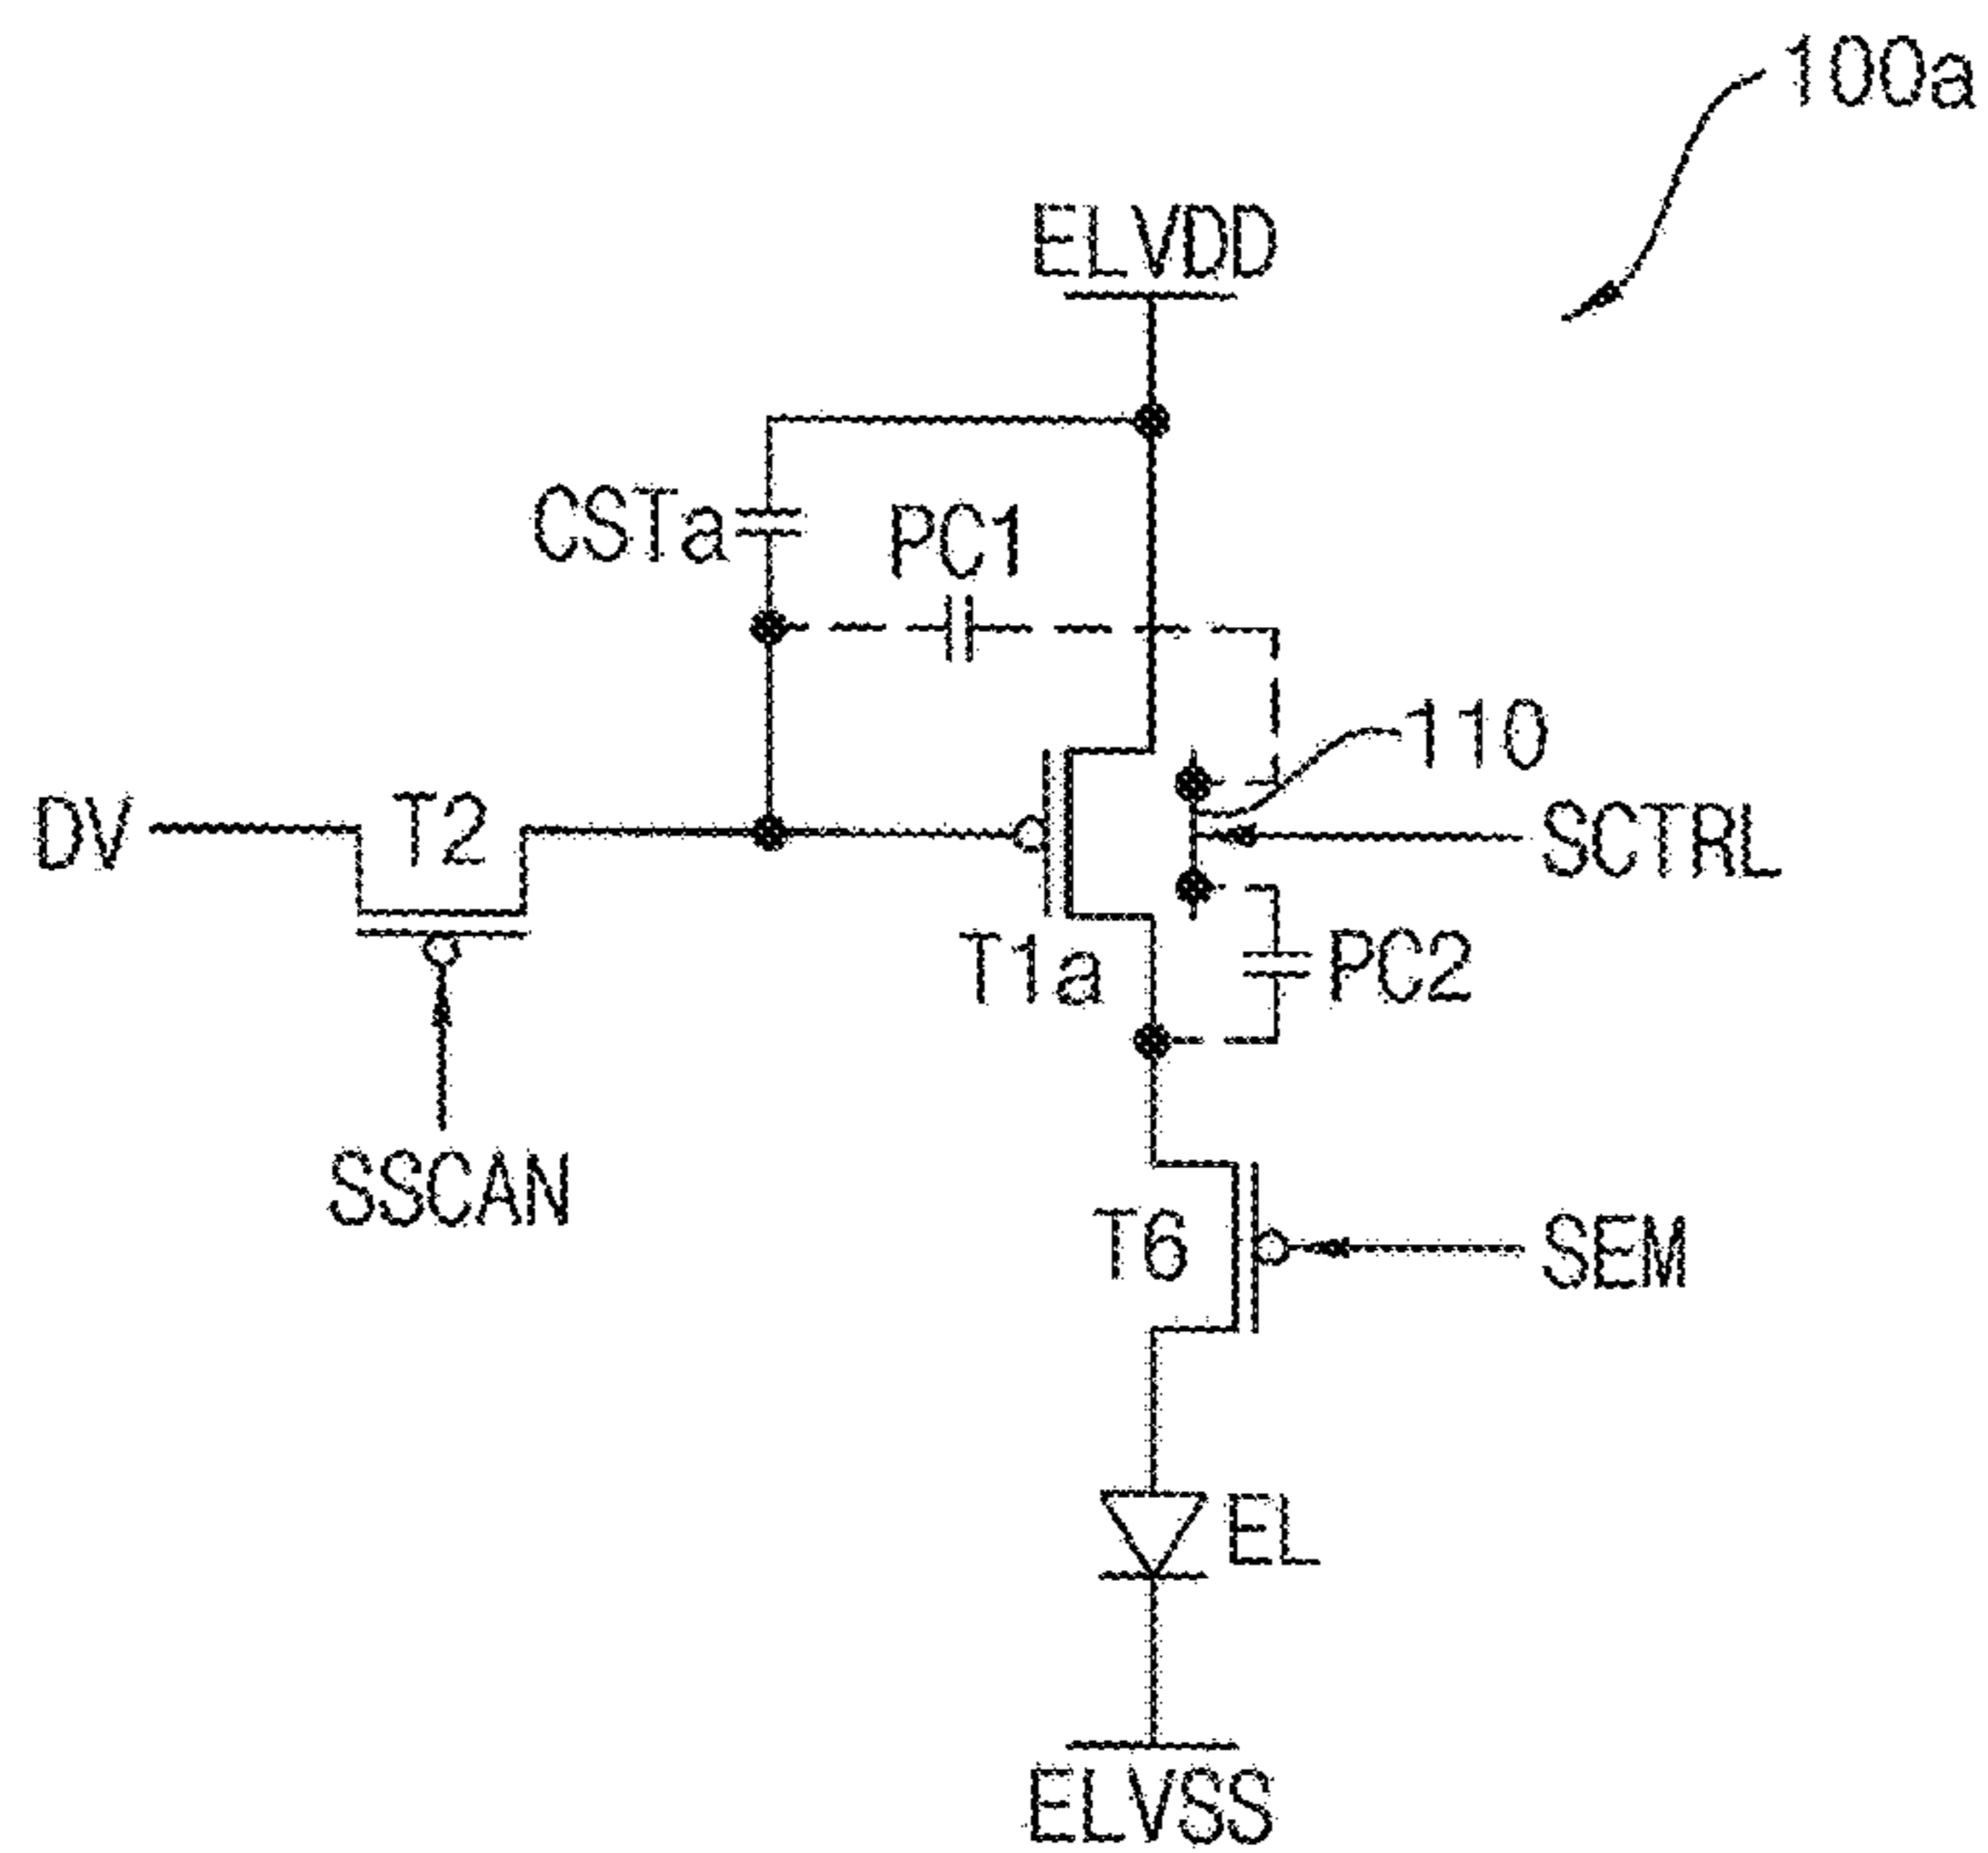 100a
ELVDD
CSTa
PC1
110
DV
T2
SCTRL
T1a
PC2
SSCAN
T6
SEM
EL
ELVSS